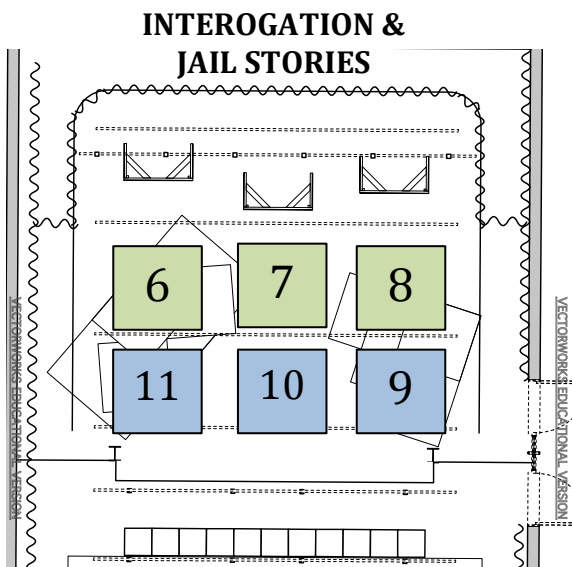 INTEROGATION &
JAIL STORIES
6
7
8
11
10
9
VECTORWORKS EDUCATIONAL VERSION
VECTORWORKS EDUCATIONAL VERSION